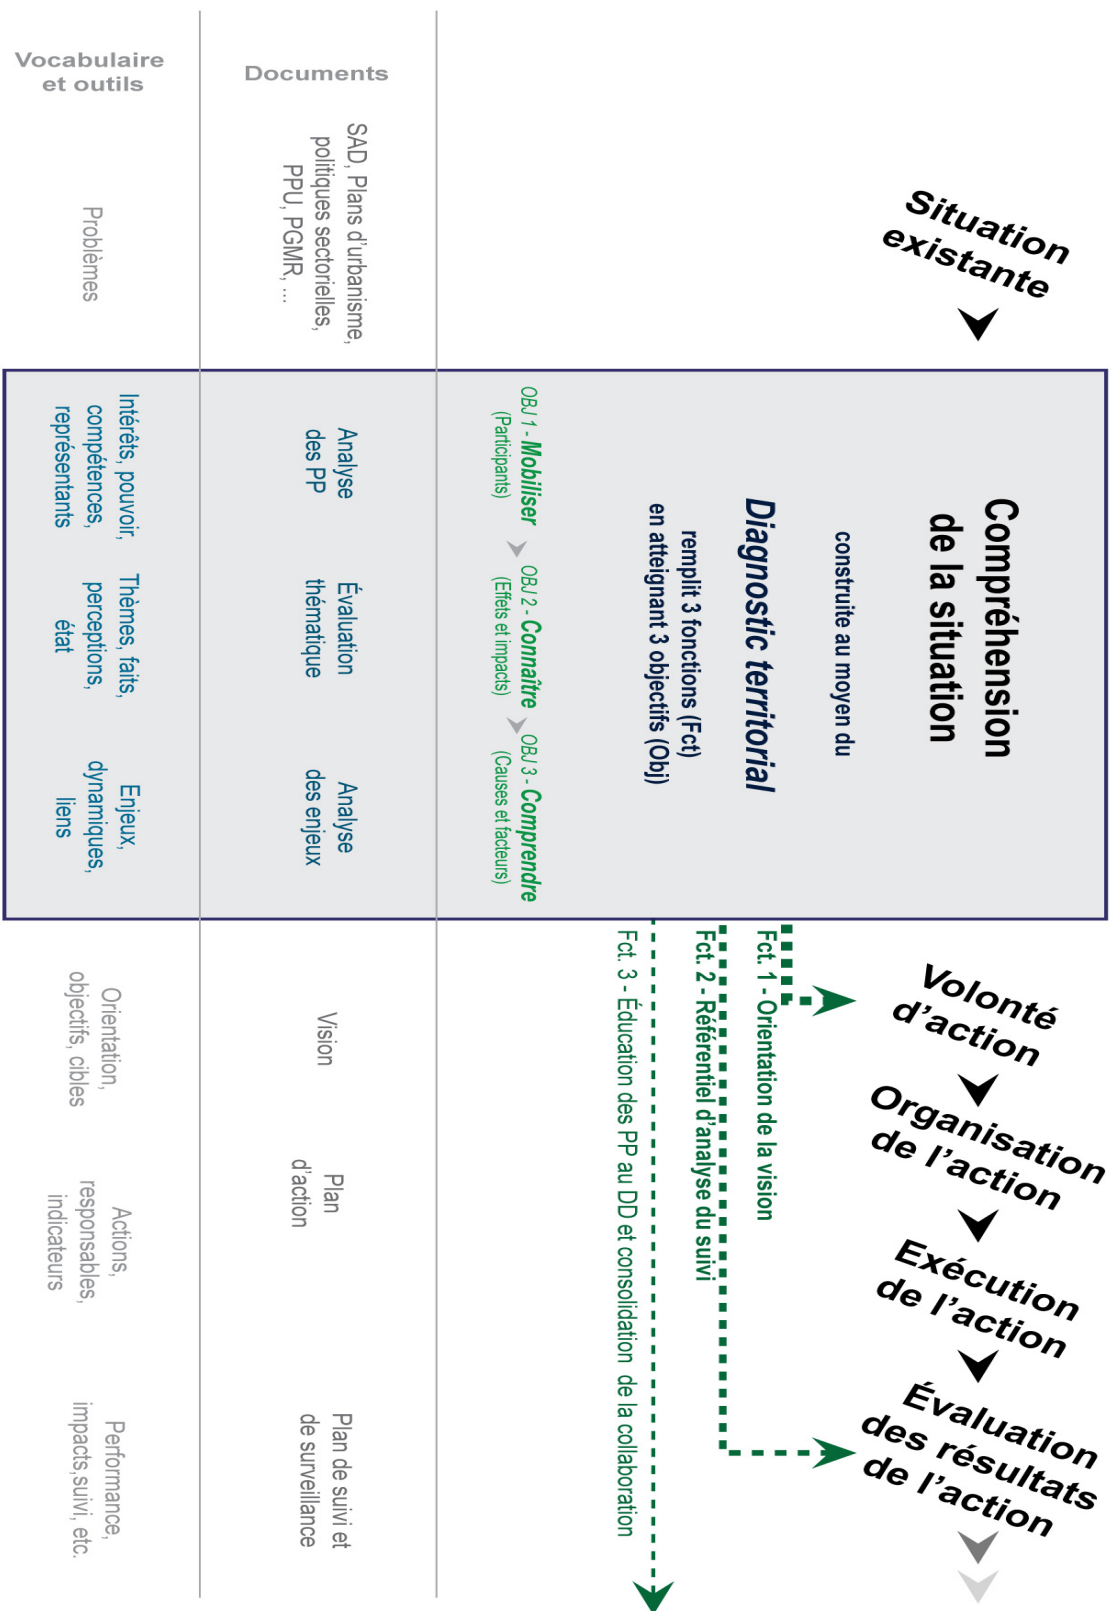 Situation
existante
Compréhension
de la situation
construite au moyen du
Diagnostic territorial
remplit 3 fonctions (Fct)
en atteignant 3 objectifs (Obj)
OBJ 1 - Mobiliser
(Participants)
OBJ 2 - Connaître
(Effets et impacts)
OBJ 3 - Comprendre
(Causes et facteurs)
Volonté
d'action
Organisation
de l'action
Exécution
de l'action
Évaluation
des résultats
de l'action
Fct. 1 - Orientation de la vision
Fct. 2 - Référentiel d'analyse du suivi
Fct. 3 - Éducation des PP au DD et consolidation de la collaboration
Documents
SAD, Plans d'urbanisme,
politiques sectorielles,
PPU, PGMR, ...
Analyse
des PP
Évaluation
thématique
Analyse
des enjeux
Vision
Plan
d'action
Plan de suivi et
de surveillance
Vocabulaire
et outils
Problèmes
Intérêts, pouvoir,
compétences,
représentants
Thèmes, faits,
perceptions,
état
Enjeux,
dynamiques,
liens
Orientation,
objectifs, cibles
Actions,
responsables,
indicateurs
Performance,
impacts,suivi, etc.